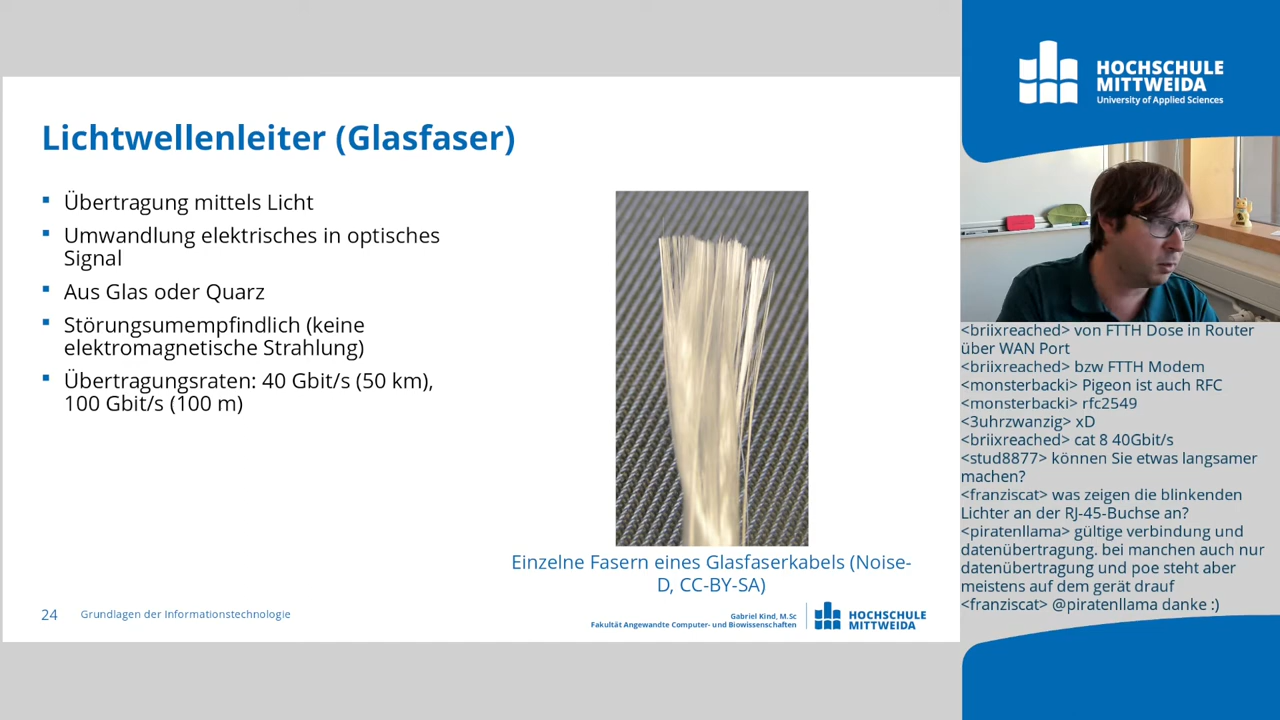 Lichtwellenleiter (Glasfaser)
Übertragung mittels Licht
Umwandlung elektrisches in optisches
Signal
Aus Glas oder Quarz
Störungsumempfindlich (keine
elektromagnetische Strahlung)
Übertragungsraten: 40 Gbit/s (50 km),
100 Gbit/s (100 m)
Einzelne Fasern eines Glasfaserkabels (Noise-
D, CC-BY-SA)
24
Grundlagen der Informationstechnologie
Gabriel Kind, M.Sc
Fakultät Angewandte Computer- und Biowissenschaften
HOCHSCHULE
MITTWEIDA
HOCHSCHULE
MITTWEIDA
University of Applied Sciences
<briixreached> von FTTH Dose in Router
über WAN Port
<briixreached> bzw FTTH Modem
<monsterbacki> Pigeon ist auch RFC
<monsterbacki> rfc2549
<3uhrzwanzig> xD
<briixreached> cat 8 40Gbit/s
<stud8877> können Sie etwas langsamer
machen?
<franziscat> was zeigen die blinkenden
Lichter an der RJ-45-Buchse an?
<piratenllama> gültige verbindung und
datenübertragung. bei manchen auch nur
datenübertragung und poe steht aber
meistens auf dem gerät drauf
<franziscat> @piratenllama danke :)